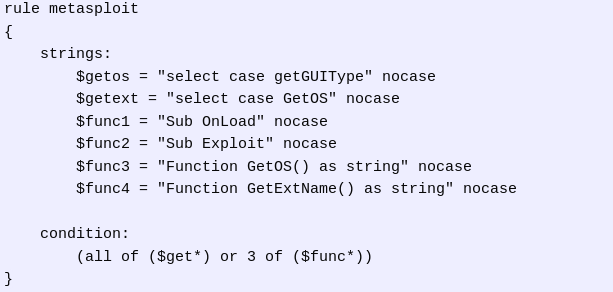 rule metasploit
{
    strings:
        $getos = "select case getGUIType" nocase
        $getext = "select case GetOS" nocase
        $func1 = "Sub OnLoad" nocase
        $func2 = "Sub Exploit" nocase
        $func3 = "Function GetOS() as string" nocase
        $func4 = "Function GetExtName() as string" nocase

    condition:
        (all of ($get*) or 3 of ($func*))
}